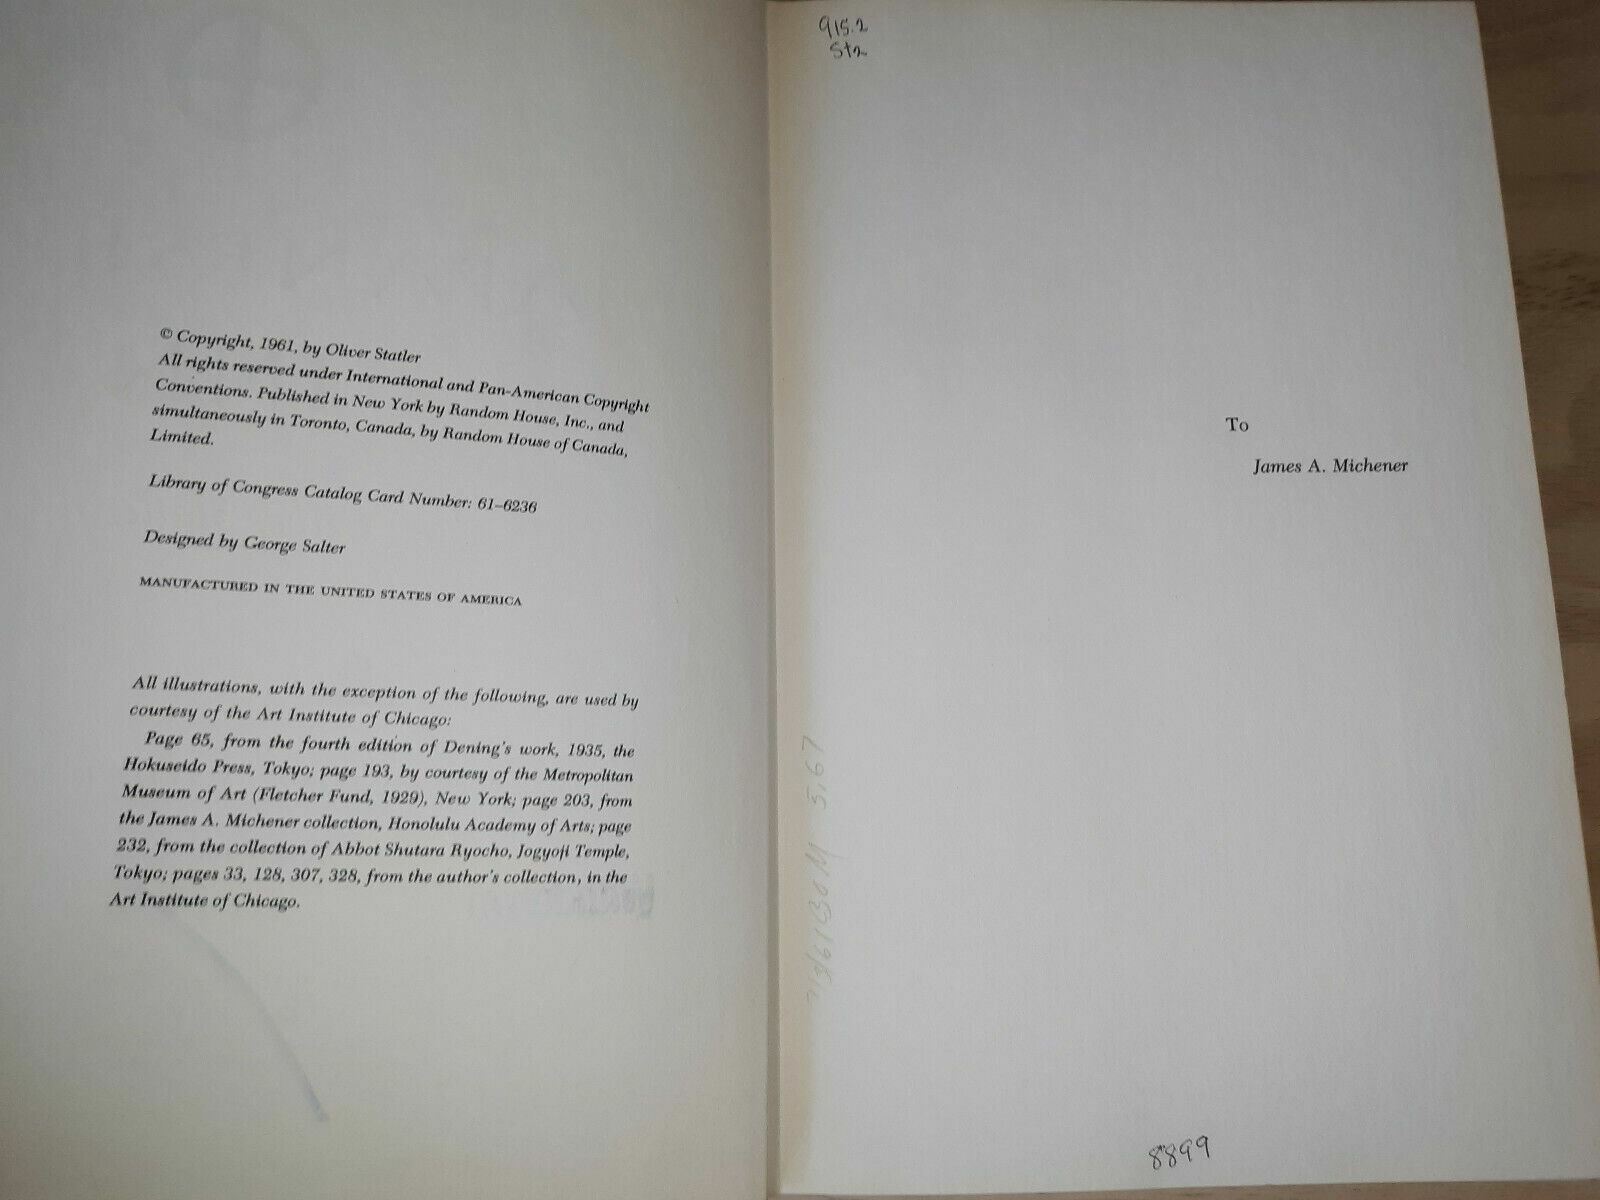 © Copyright, 1961, by Oliver Statler
All rights reserved under International and Pan-American Copyright
Conventions. Published in New York by Random House, Inc., and
simultaneously in Toronto, Canada, by Random House of Canada,
Limited.
Library of Congress Catalog Card Number: 61–6236
Designed by George Salter
MANUFACTURED IN THE UNITED STATES OF AMERICA
All illustrations, with the exception of the following, are used by
courtesy of the Art Institute of Chicago:
Page 65, from the fourth edition of Dening's work, 1935, the
Hokuseido Press, Tokyo; page 193, by courtesy of the Metropolitan
Museum of Art (Fletcher Fund, 1929), New York; page 203, from
the James A. Michener collection, Honolulu Academy of Arts; page
232, from the collection of Abbot Shutara Ryocho, Jogyoji Temple,
Tokyo; pages 33, 128, 307, 328, from the author's collection, in the
Art Institute of Chicago.
915.2
St2
To
James A. Michener
5.67
8899